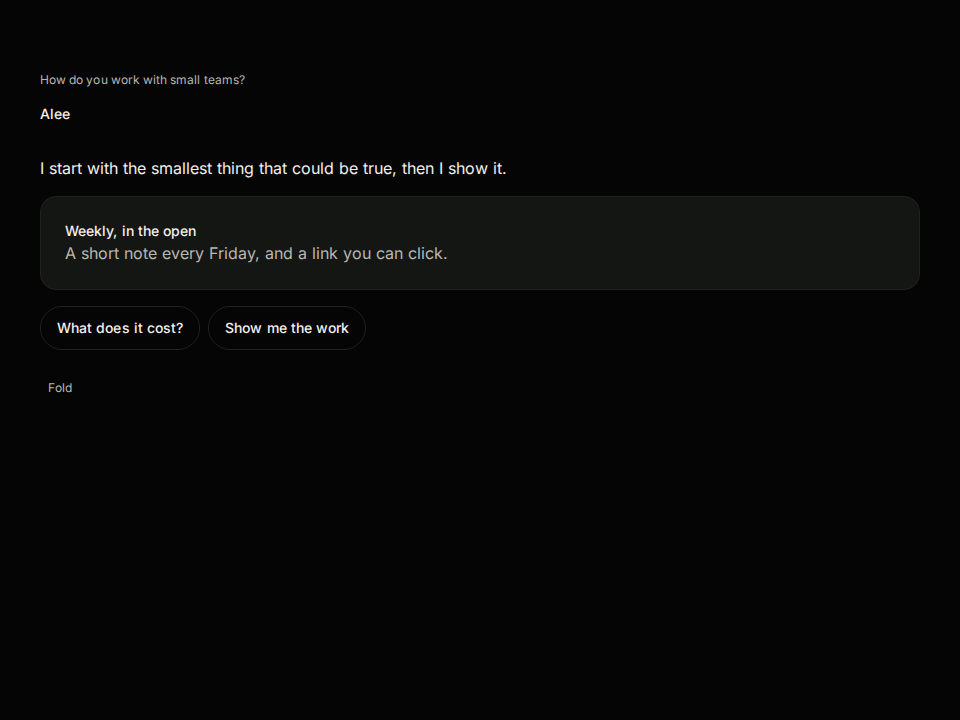 How do you work with small teams?
Alee
I start with the smallest thing that could be true, then I show it.
Weekly, in the open
A short note every Friday, and a link you can click.
What does it cost?
Show me the work
Fold